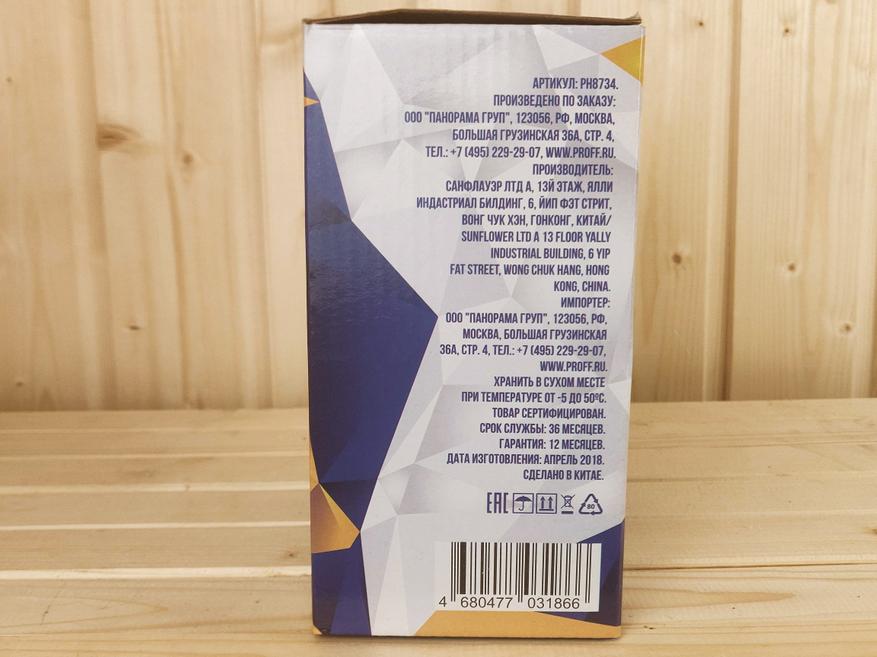 АРТИКУЛ: PH8734.
ПРОИЗВЕДЕНО ПО ЗАКАЗУ:
ООО "ПАНОРАМА ГРУП", 123056, РФ, МОСКВА,
БОЛЬШАЯ ГРУЗИНСКАЯ 36А, СТР. 4,
ТЕЛ.: +7 (495) 229-29-07, WWW.PROFF.RU.
ПРОИЗВОДИТЕЛЬ:
САНФЛАУЭР ЛТД А, 13Й ЭТАЖ, ЯЛЛИ
ИНДАСТРИАЛ БИЛДИНГ, 6, ЙИП ФЭТ СТРИТ,
ВОНГ ЧУК ХЭН, ГОНКОНГ, КИТАЙ/
SUNFLOWER LTD A 13 FLOOR YALLY
INDUSTRIAL BUILDING, 6 YIP
FAT STREET, WONG CHUK HANG, HONG
KONG, CHINA.
ИМПОРТЕР:
ООО "ПАНОРАМА ГРУП", 123056, РФ,
МОСКВА, БОЛЬШАЯ ГРУЗИНСКАЯ
36А, СТР. 4, ТЕЛ.: +7 (495) 229-29-07,
WWW.PROFF.RU.
ХРАНИТЬ В СУХОМ МЕСТЕ
ПРИ ТЕМПЕРАТУРЕ ОТ -5 ДО 50ºС.
ТОВАР СЕРТИФИЦИРОВАН.
СРОК СЛУЖБЫ: 36 МЕСЯЦЕВ.
ГАРАНТИЯ: 12 МЕСЯЦЕВ.
ДАТА ИЗГОТОВЛЕНИЯ: АПРЕЛЬ 2018.
СДЕЛАНО В КИТАЕ.
EAC 80
4 680477 031866